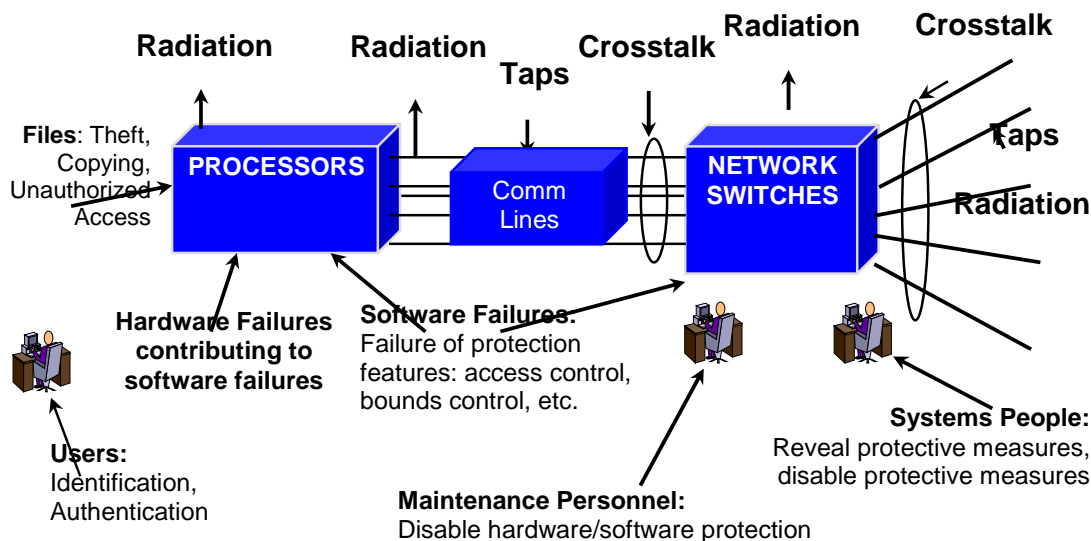 Radiation
Radiation
Taps
Crosstalk
Radiation
Crosstalk
Files: Theft,
Copying,
Unauthorized
Access
PROCESSORS
Comm
Lines
NETWORK
SWITCHES
Taps
Radiation
Hardware Failures
contributing to
software failures
Software Failures:
Failure of protection
features: access control,
bounds control, etc.
Users:
Identification,
Authentication
Maintenance Personnel:
Disable hardware/software protection
Systems People:
Reveal protective measures,
disable protective measures